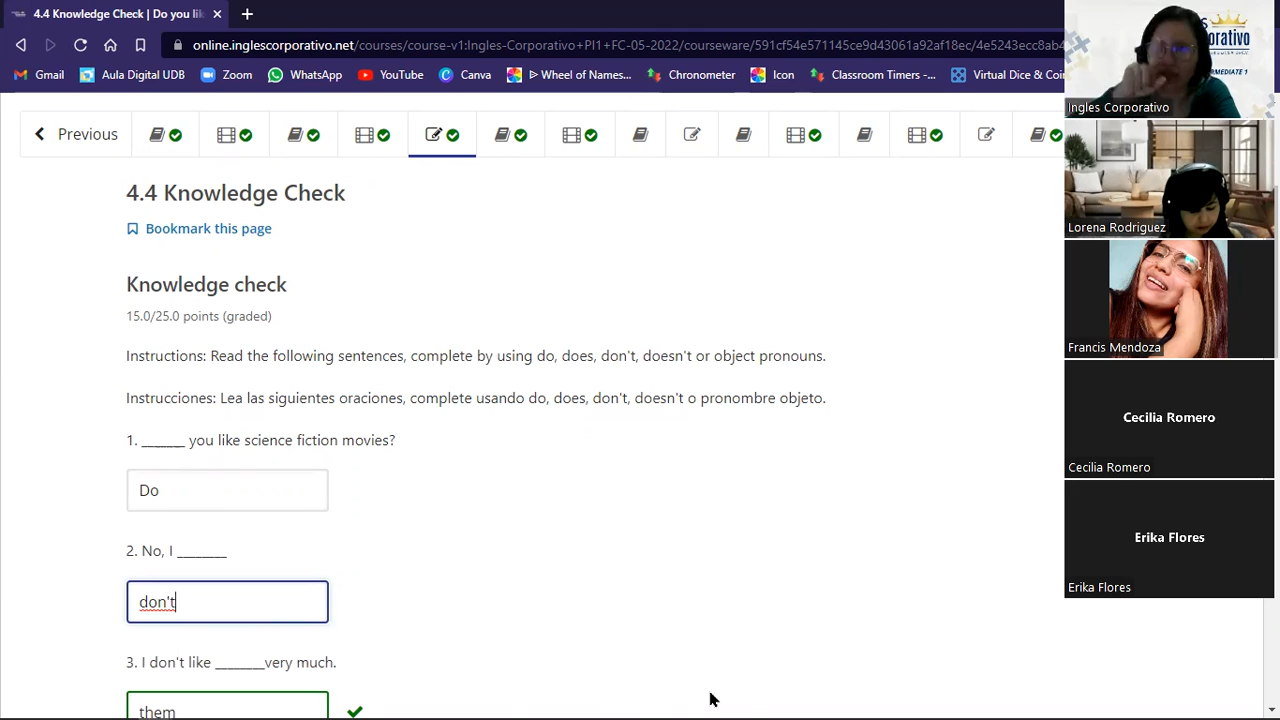 4.4 Knowledge Check | Do you lik
online.inglescorporativo.net/courses/course-v1:Ingles-Corporativo+PI1+FC-05-2022/courseware/591cf54e571145ce9d43061a92af18ec/4e5243ecc8ab4
Gmail Aula Digital UDB Zoom WhatsApp YouTube Canva ᐅ Wheel of Names... Chronometer Icon Classroom Timers -... Virtual Dice & Coi
Previous
4.4 Knowledge Check
Bookmark this page
Knowledge check
15.0/25.0 points (graded)
Instructions: Read the following sentences, complete by using do, does, don't, doesn't or object pronouns.
Instrucciones: Lea las siguientes oraciones, complete usando do, does, don't, doesn't o pronombre objeto.
1. _______ you like science fiction movies?
Do
2. No, I ________
don't
3. I don't like ________very much.
them
Ingles Corporativo
Lorena Rodriguez
Francis Mendoza
Cecilia Romero
Cecilia Romero
Erika Flores
Erika Flores